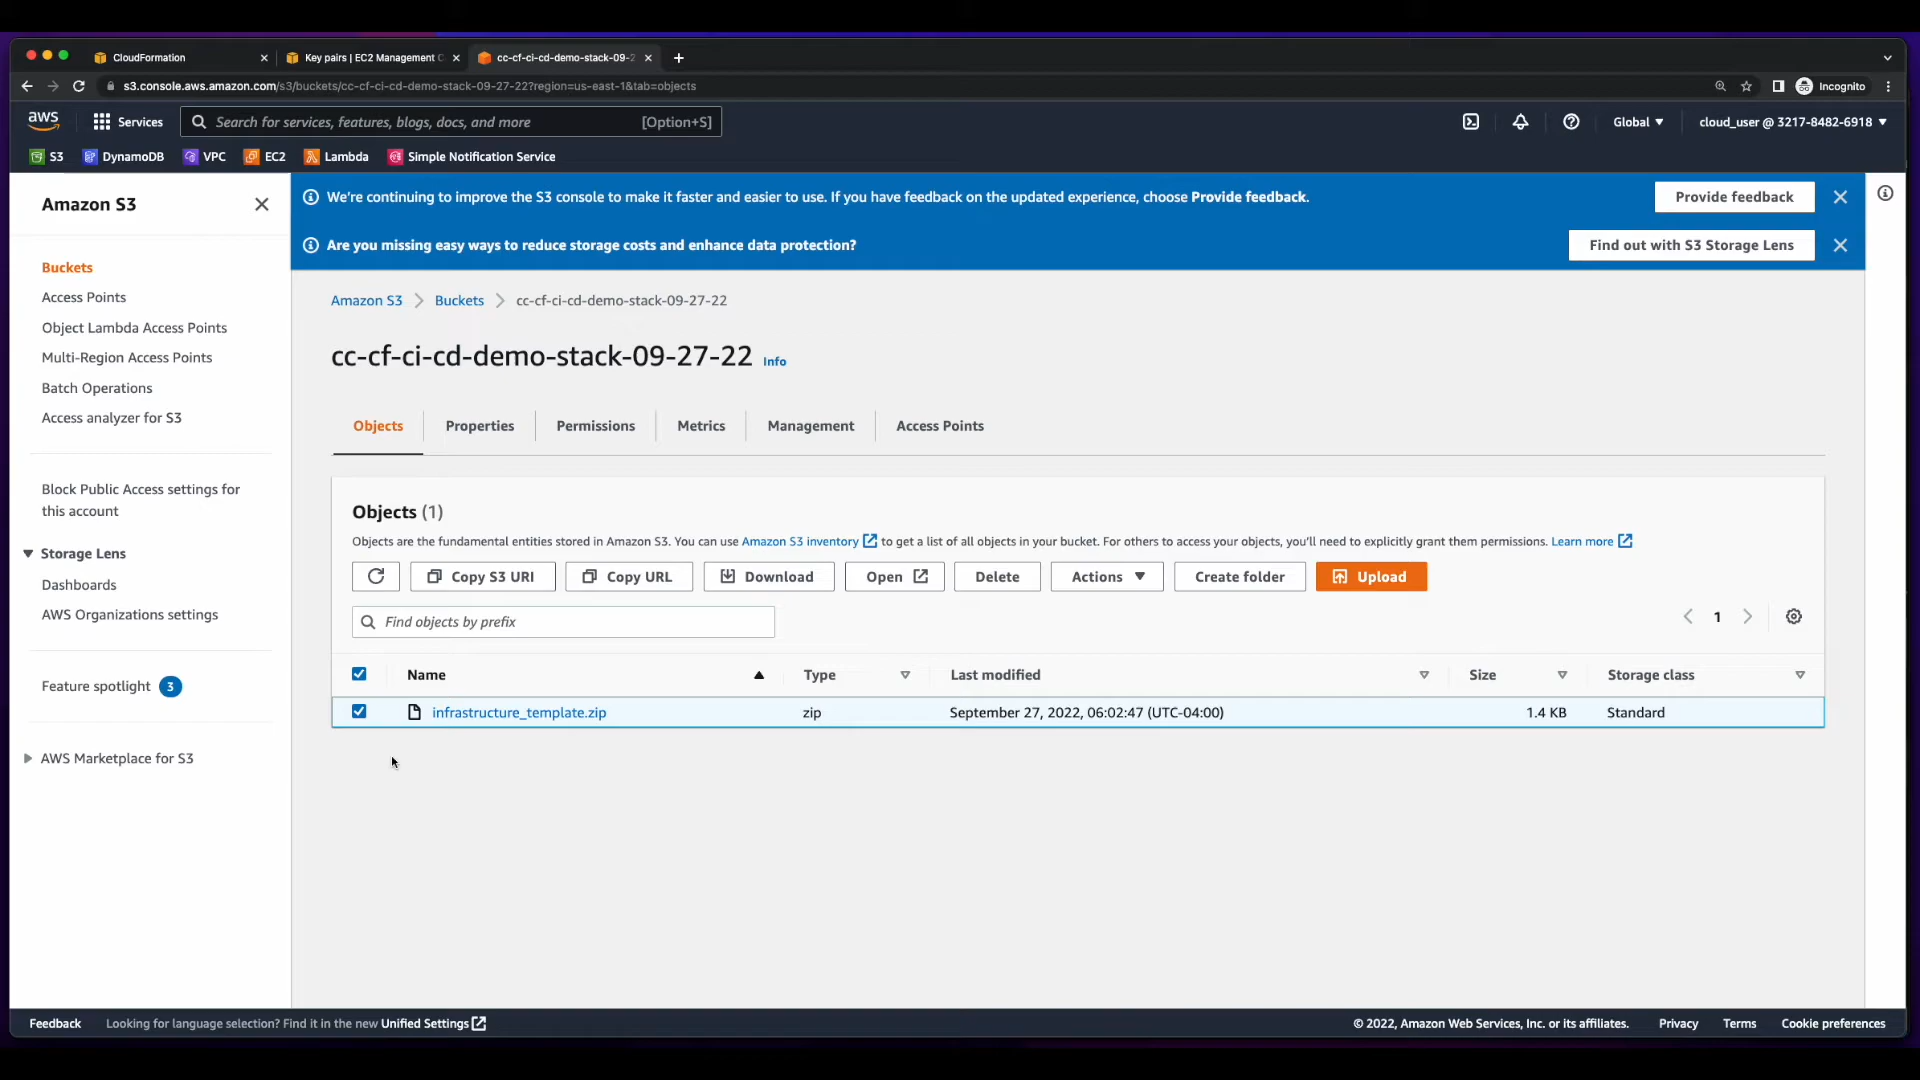 CloudFormation
Key pairs | EC2 Management C
cc-cf-ci-cd-demo-stack-09-2
s3.console.aws.amazon.com/s3/buckets/cc-cf-ci-cd-demo-stack-09-27-22?region=us-east-1&tab=objects
Incognito
aws
Services
Search for services, features, blogs, docs, and more
[Option+S]
Global
cloud_user @ 3217-8482-6918
S3
DynamoDB
VPC
EC2
Lambda
Simple Notification Service
Amazon S3
Buckets
Access Points
Object Lambda Access Points
Multi-Region Access Points
Batch Operations
Access analyzer for S3
Block Public Access settings for
this account
Storage Lens
Dashboards
AWS Organizations settings
Feature spotlight 3
AWS Marketplace for S3
We're continuing to improve the S3 console to make it faster and easier to use. If you have feedback on the updated experience, choose Provide feedback.
Provide feedback
Are you missing easy ways to reduce storage costs and enhance data protection?
Find out with S3 Storage Lens
Amazon S3 > Buckets > cc-cf-ci-cd-demo-stack-09-27-22
cc-cf-ci-cd-demo-stack-09-27-22 Info
Objects
Properties
Permissions
Metrics
Management
Access Points
Objects (1)
Objects are the fundamental entities stored in Amazon S3. You can use Amazon S3 inventory to get a list of all objects in your bucket. For others to access your objects, you'll need to explicitly grant them permissions. Learn more
Copy S3 URI
Copy URL
Download
Open
Delete
Actions
Create folder
Upload
Find objects by prefix
1
Name
Type
Last modified
Size
Storage class
infrastructure_template.zip
zip
September 27, 2022, 06:02:47 (UTC-04:00)
1.4 KB
Standard
Feedback
Looking for language selection? Find it in the new Unified Settings
© 2022, Amazon Web Services, Inc. or its affiliates.
Privacy
Terms
Cookie preferences